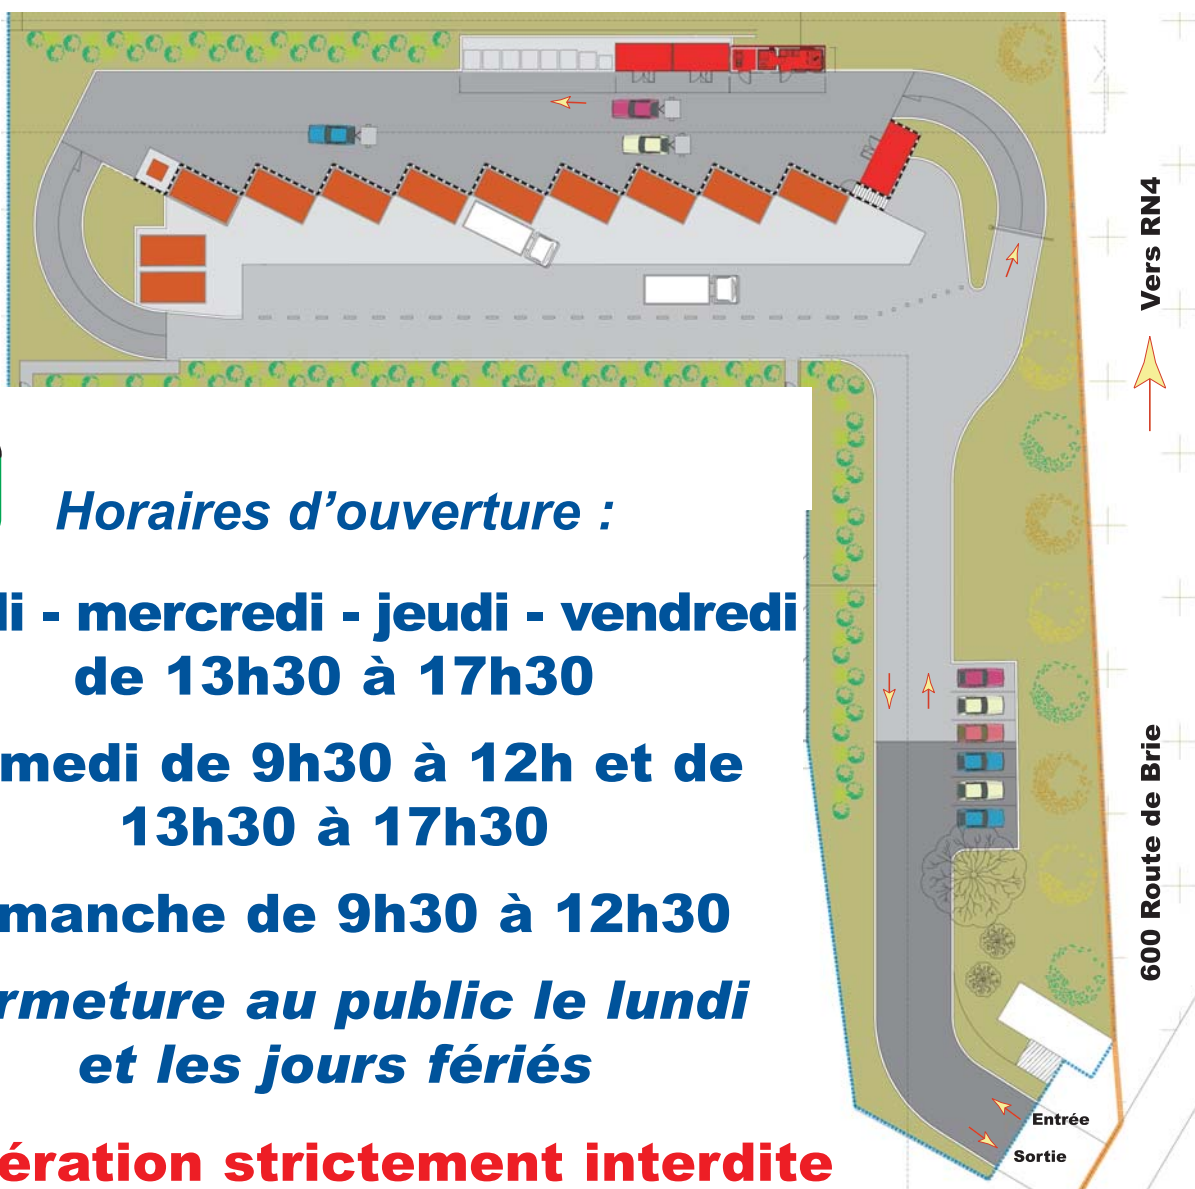 Horaires d'ouverture :
di - mercredi - jeudi - vendredi
de 13h30 à 17h30
medi de 9h30 à 12h et de
13h30 à 17h30
manche de 9h30 à 12h30
rmeture au public le lundi
et les jours fériés
ération strictement interdite
Vers RN4
600 Route de Brie
Entrée
Sortie